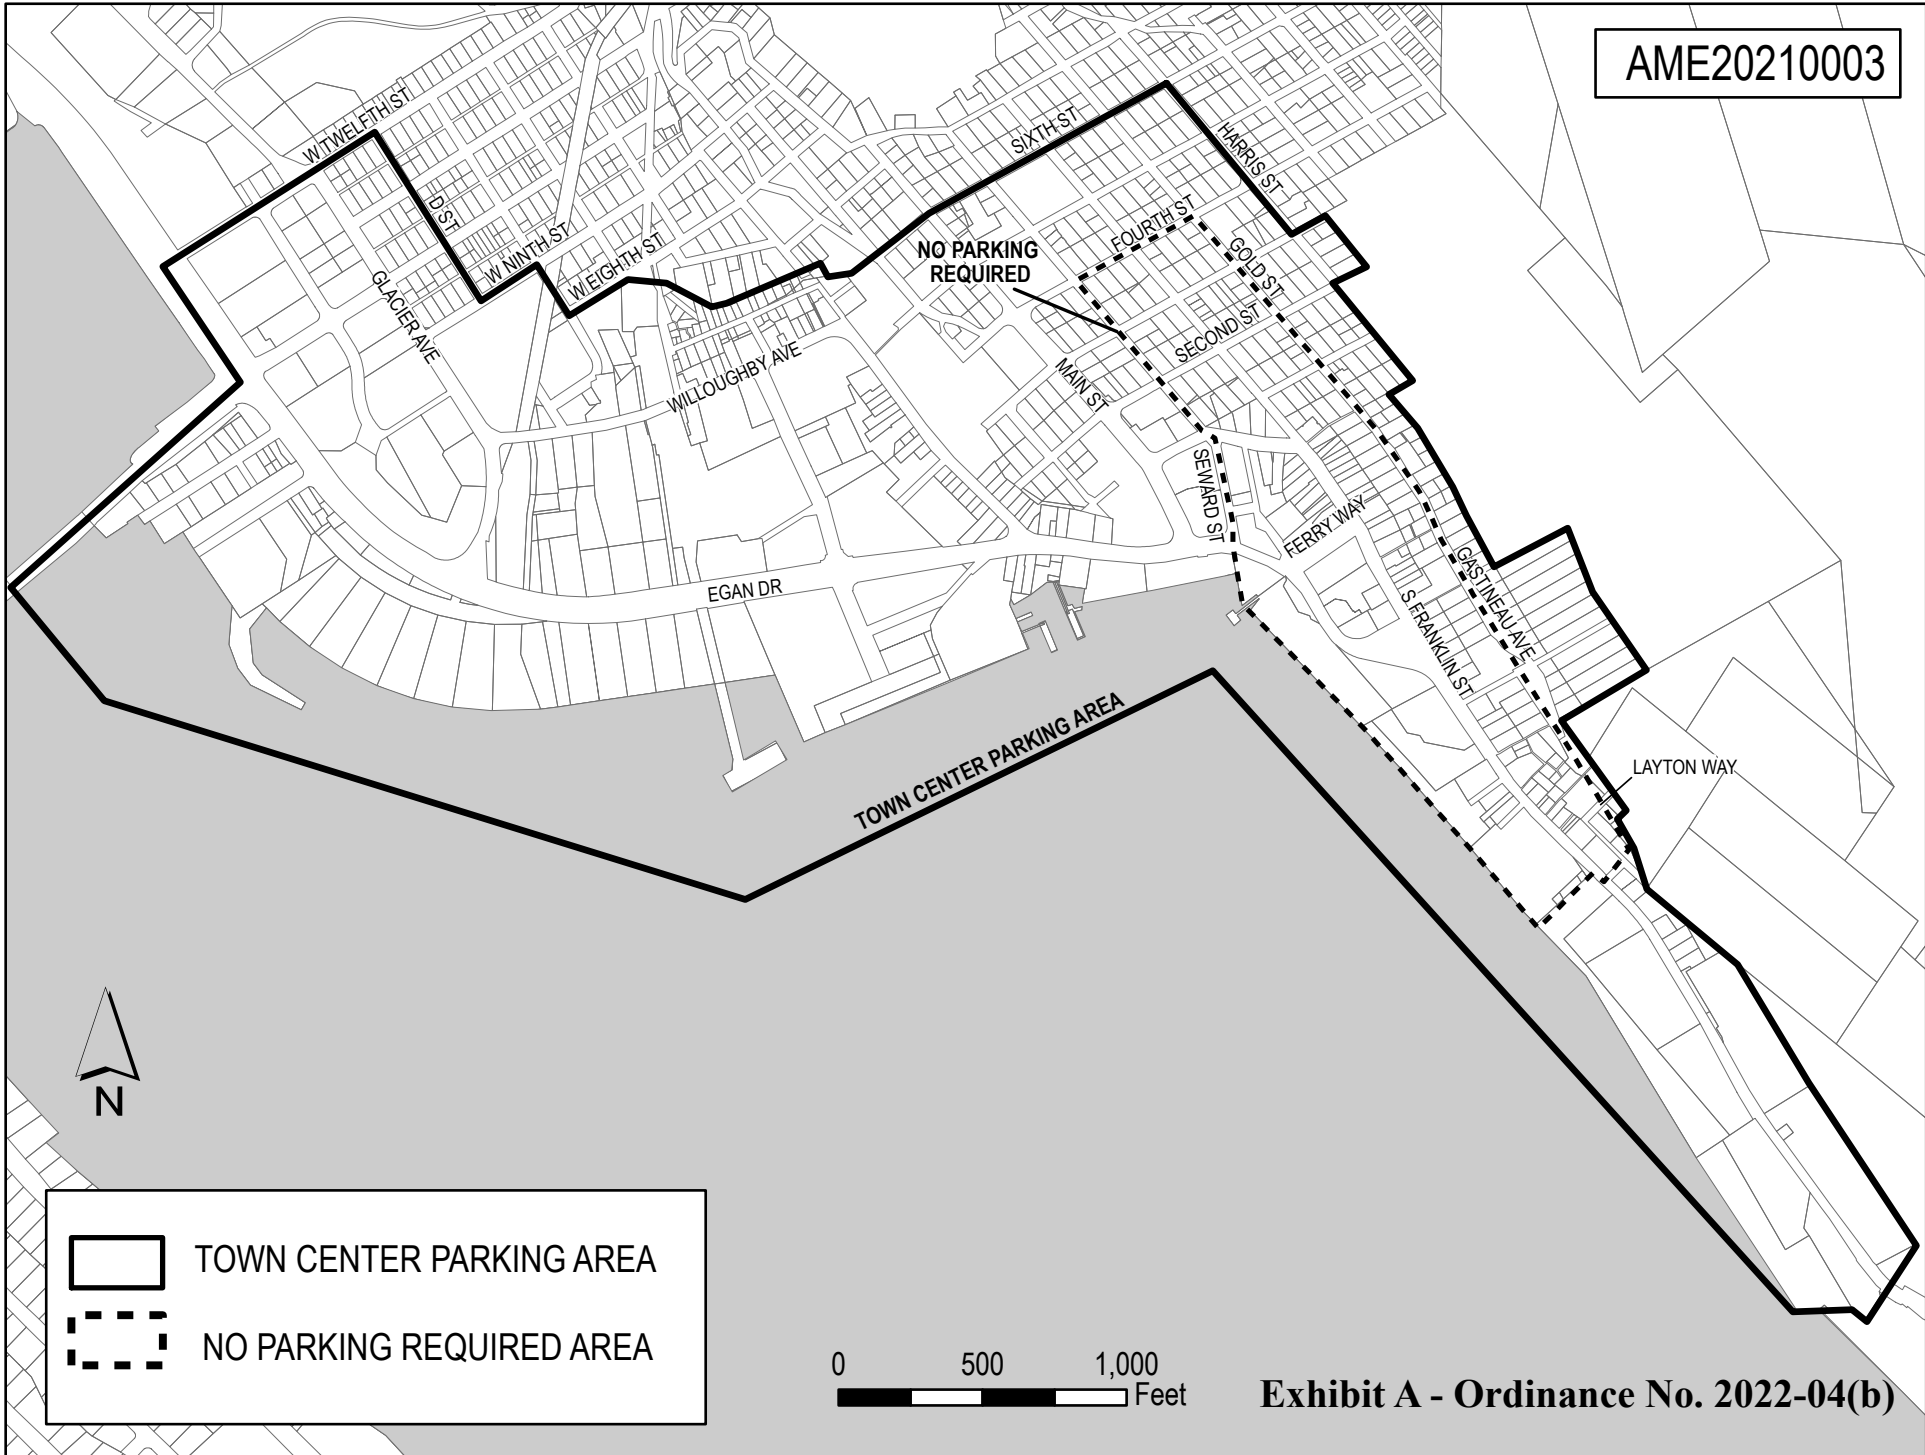 AME20210003
W TWELFTH ST
D ST
W NINTH ST
W EIGHTH ST
GLACIER AVE
WILLOUGHBY AVE
SIXTH ST
HARRIS ST
FOURTH ST
NO PARKING
REQUIRED
GOLD ST
SECOND ST
MAIN ST
SEWARD ST
FERRY WAY
EGAN DR
GASTINEAU AVE
S FRANKLIN ST
TOWN CENTER PARKING AREA
LAYTON WAY
N
TOWN CENTER PARKING AREA
NO PARKING REQUIRED AREA
0 500 1,000
Feet
Exhibit A - Ordinance No. 2022-04(b)